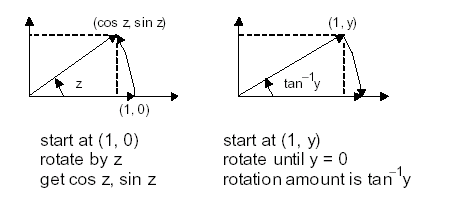 (cos z, sin z)
z
(1, 0)
start at (1, 0)
rotate by z
get cos z, sin z
(1, y)
tan⁻¹y
start at (1, y)
rotate until y = 0
rotation amount is tan⁻¹y